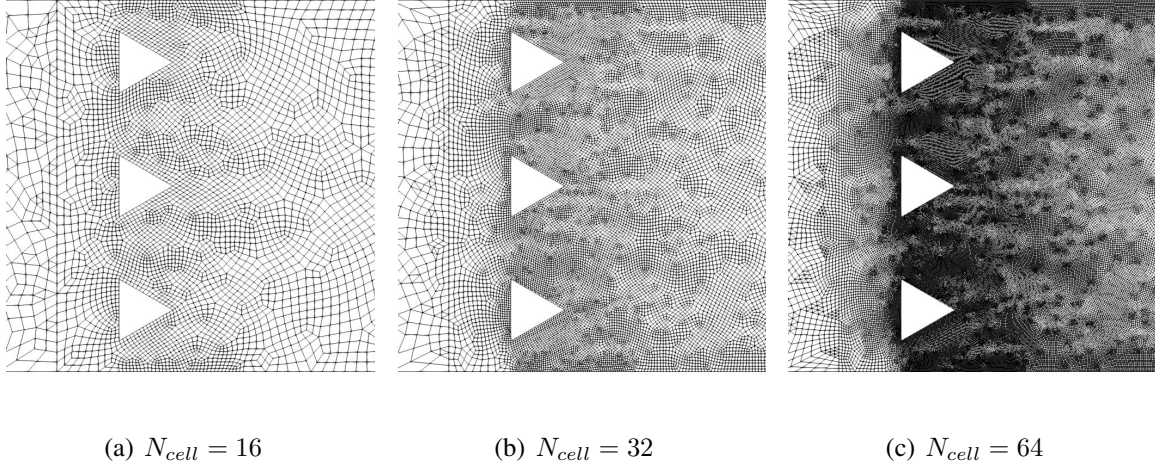 (a) N_{cell} = 16
(b) N_{cell} = 32
(c) N_{cell} = 64